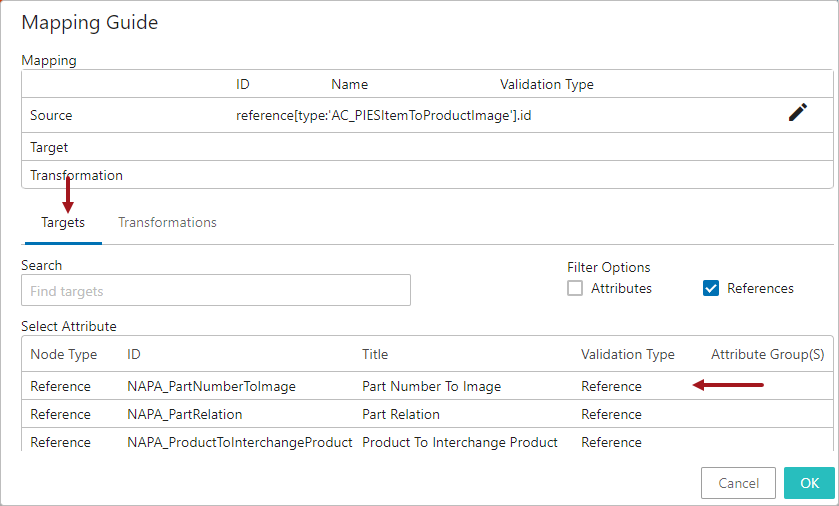 Mapping Guide
Mapping
ID Name Validation Type
Source reference[type:'AC_PIESItemToProductImage'].id
Target
Transformation
Targets Transformations
Search Filter Options
Find targets Attributes References
Select Attribute
Node Type ID Title Validation Type Attribute Group(S)
Reference NAPA_PartNumberToImage Part Number To Image Reference
Reference NAPA_PartRelation Part Relation Reference
Reference NAPA_ProductToInterchangeProduct Product To Interchange Product Reference
Cancel OK